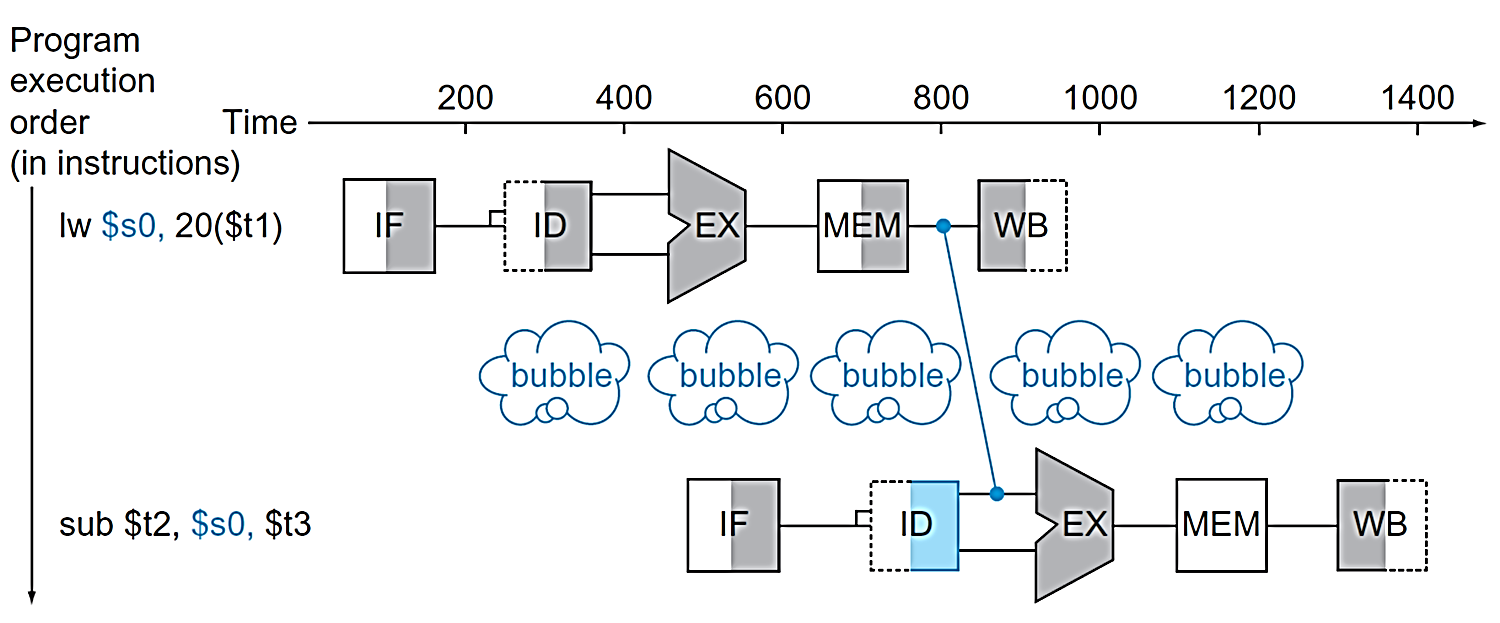 Program
execution
order
(in instructions)
Time
200 400 600 800 1000 1200 1400
lw $s0, 20($t1)
IF ID EX MEM WB
bubble bubble bubble bubble bubble
sub $t2, $s0, $t3
IF ID EX MEM WB